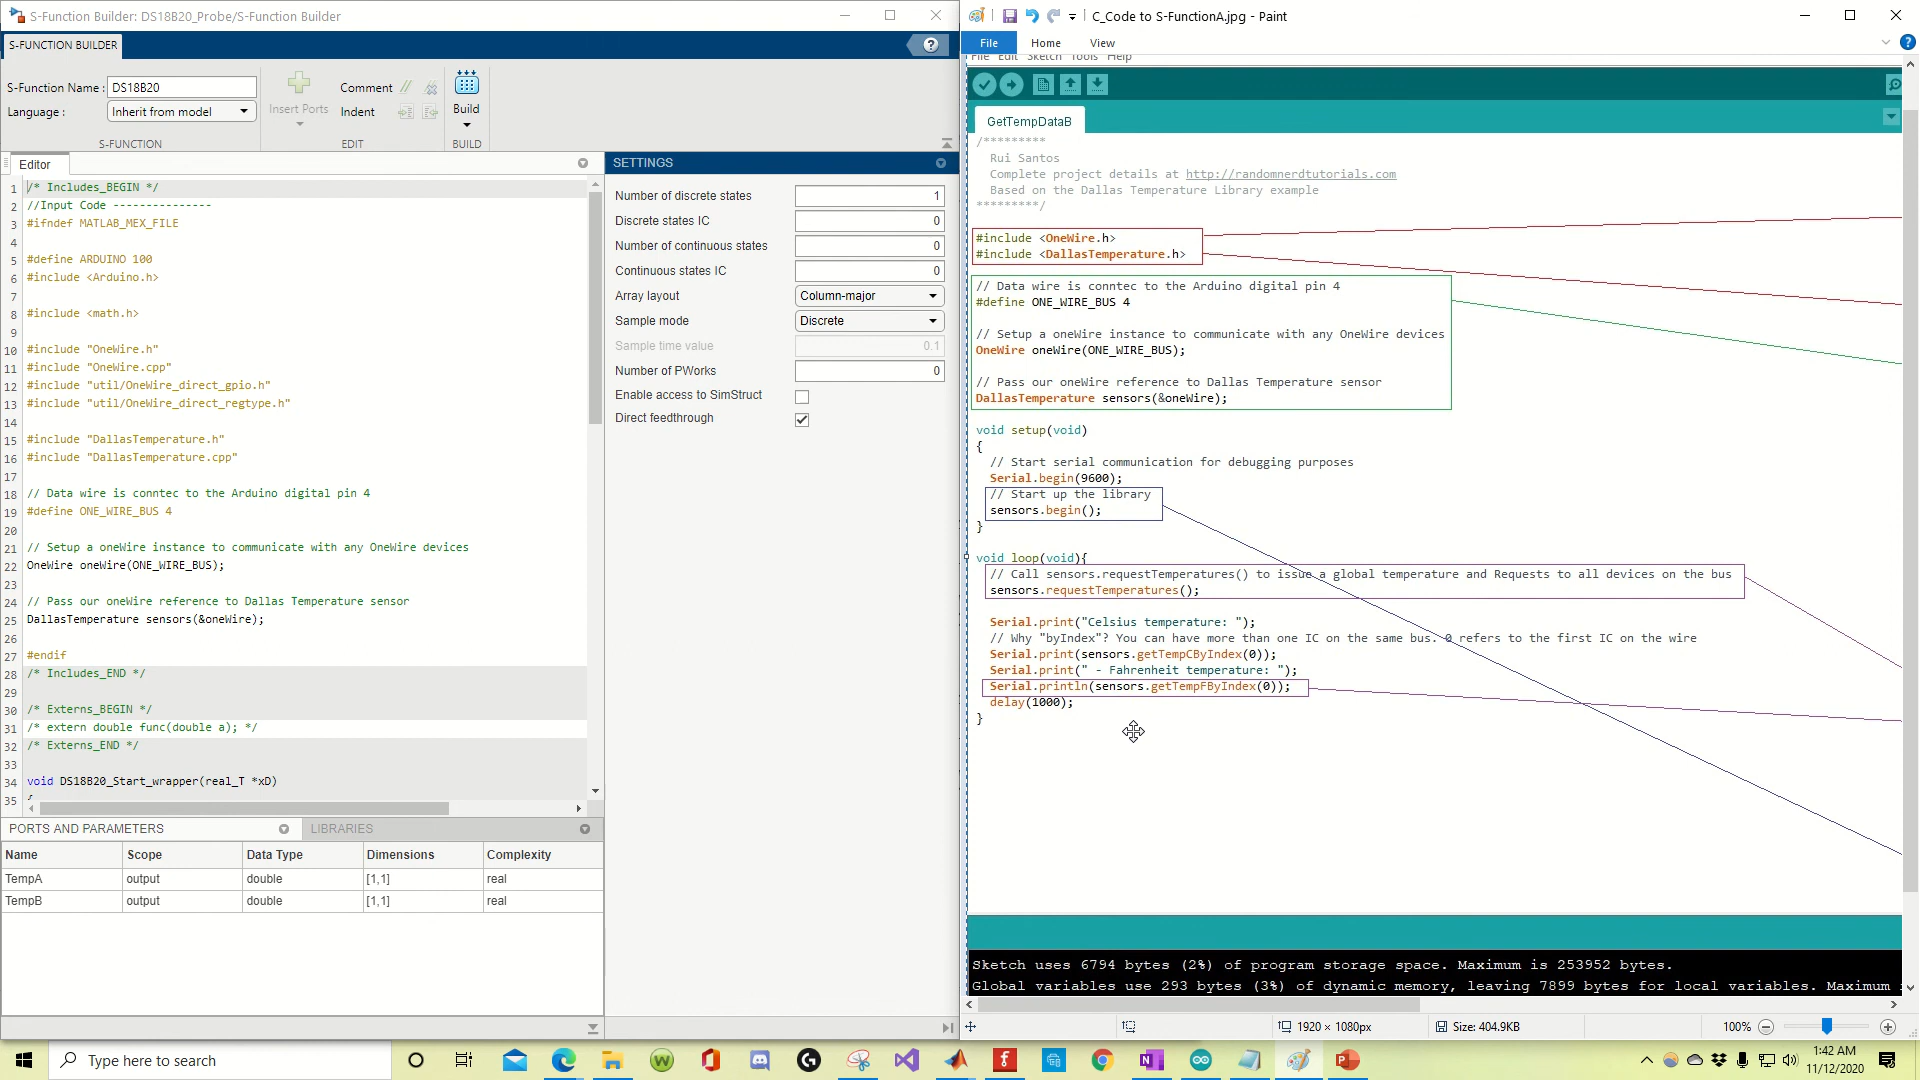 S-Function Builder: DS18B20_Probe/S-Function Builder
S-FUNCTION BUILDER
?
S-Function Name :
DS18B20
Language :
Inherit from model
Insert Ports
Comment
Indent
Build
S-FUNCTION
EDIT
BUILD
Editor
1 /* Includes_BEGIN */
2 //Input Code ---------------
3 #ifndef MATLAB_MEX_FILE
4
5 #define ARDUINO 100
6 #include <Arduino.h>
7
8 #include <math.h>
9
10 #include "OneWire.h"
11 #include "OneWire.cpp"
12 #include "util/OneWire_direct_gpio.h"
13 #include "util/OneWire_direct_regtype.h"
14
15 #include "DallasTemperature.h"
16 #include "DallasTemperature.cpp"
17
18 // Data wire is conntec to the Arduino digital pin 4
19 #define ONE_WIRE_BUS 4
20
21 // Setup a oneWire instance to communicate with any OneWire devices
22 OneWire oneWire(ONE_WIRE_BUS);
23
24 // Pass our oneWire reference to Dallas Temperature sensor
25 DallasTemperature sensors(&oneWire);
26
27 #endif
28 /* Includes_END */
29
30 /* Externs_BEGIN */
31 /* extern double func(double a); */
32 /* Externs_END */
33
34 void DS18B20_Start_wrapper(real_T *xD)
35 {
SETTINGS
Number of discrete states 1
Discrete states IC 0
Number of continuous states 0
Continuous states IC 0
Array layout Column-major
Sample mode Discrete
Sample time value 0.1
Number of PWorks 0
Enable access to SimStruct
Direct feedthrough
PORTS AND PARAMETERS
LIBRARIES
Name Scope Data Type Dimensions Complexity
TempA output double [1,1] real
TempB output double [1,1] real
C_Code to S-FunctionA.jpg - Paint
File Home View
File Edit Sketch Tools Help
GetTempDataB
/*********
Rui Santos
Complete project details at http://randomnerdtutorials.com
Based on the Dallas Temperature Library example
*********/
#include <OneWire.h>
#include <DallasTemperature.h>
// Data wire is conntec to the Arduino digital pin 4
#define ONE_WIRE_BUS 4
// Setup a oneWire instance to communicate with any OneWire devices
OneWire oneWire(ONE_WIRE_BUS);
// Pass our oneWire reference to Dallas Temperature sensor
DallasTemperature sensors(&oneWire);
void setup(void)
{
// Start serial communication for debugging purposes
Serial.begin(9600);
// Start up the library
sensors.begin();
}
void loop(void){
// Call sensors.requestTemperatures() to issue a global temperature and Requests to all devices on the bus
sensors.requestTemperatures();
Serial.print("Celsius temperature: ");
// Why "byIndex"? You can have more than one IC on the same bus. 0 refers to the first IC on the wire
Serial.print(sensors.getTempCByIndex(0));
Serial.print(" - Fahrenheit temperature: ");
Serial.println(sensors.getTempFByIndex(0));
delay(1000);
}
Sketch uses 6794 bytes (2%) of program storage space. Maximum is 253952 bytes.
Global variables use 293 bytes (3%) of dynamic memory, leaving 7899 bytes for local variables. Maximum
1920 × 1080px
Size: 404.9KB
100%
Type here to search
1:42 AM
11/12/2020